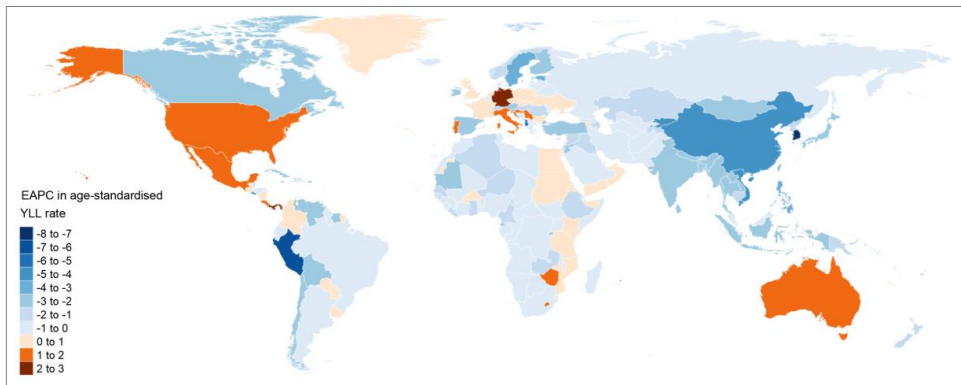 EAPC in age-standardised
YLL rate
-8 to -7
-7 to -6
-6 to -5
-5 to -4
-4 to -3
-3 to -2
-2 to -1
-1 to 0
0 to 1
1 to 2
2 to 3